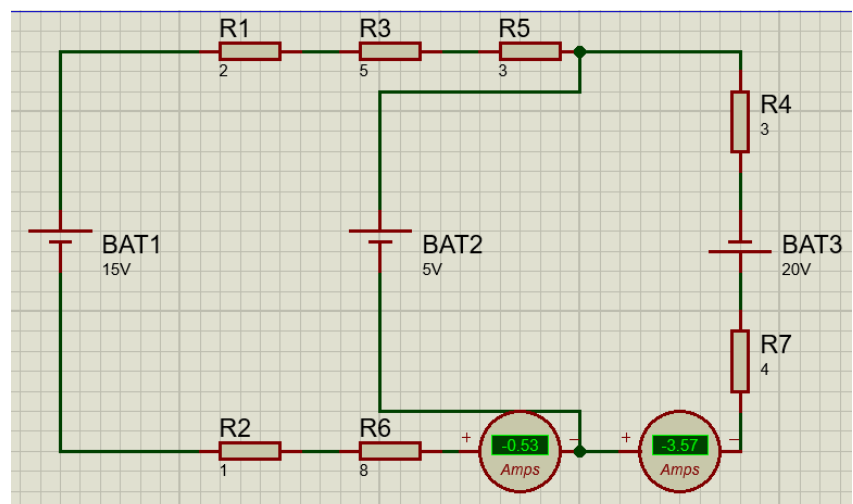 R1
2
R3
5
R5
3
R4
3
BAT1
15V
BAT2
5V
BAT3
20V
R7
4
R2
1
R6
8
+
-0.53
Amps
−
+
-3.57
Amps
−